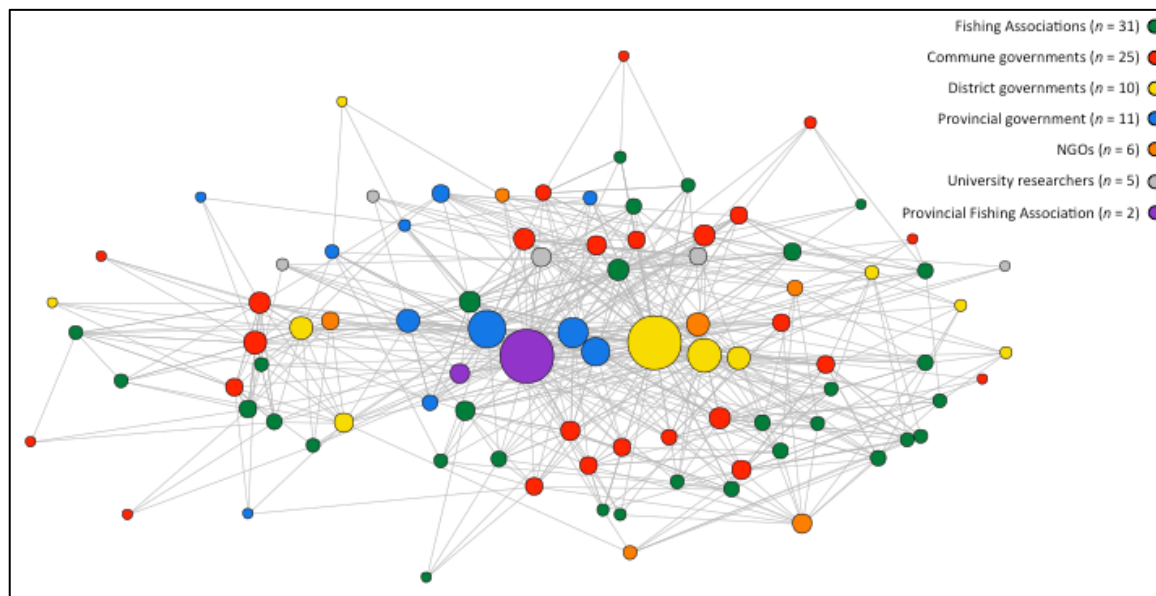 Fishing Associations (n = 31)
Commune governments (n = 25)
District governments (n = 10)
Provincial government (n = 11)
NGOs (n = 6)
University researchers (n = 5)
Provincial Fishing Association (n = 2)